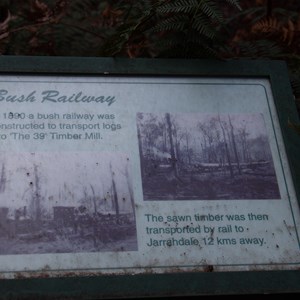 Bush Railway
1890 a bush railway was
constructed to transport logs
to 'The 39' Timber Mill.
The sawn timber was then
transported by rail to
Jarrahdale 12 kms away.